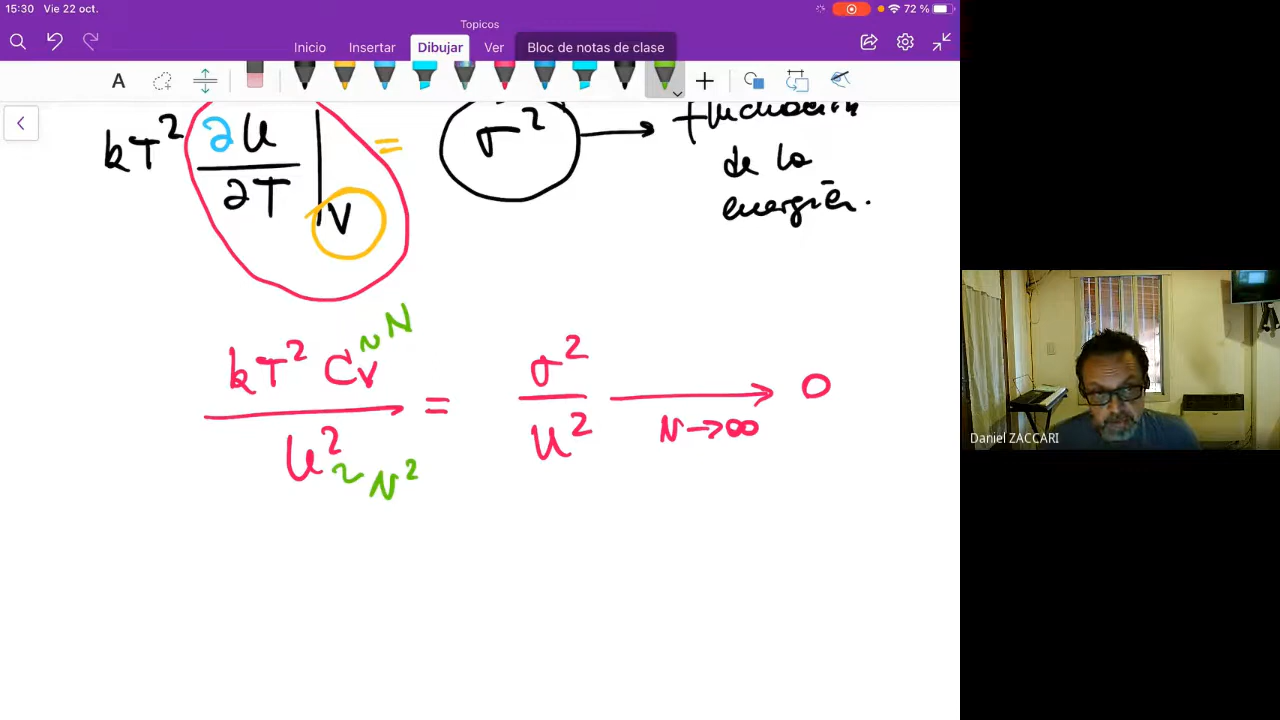 15:30 Vie 22 oct. 72 %
Topicos
Inicio Insertar Dibujar Ver Bloc de notas de clase
A
kT² ∂U/∂T |V = σ² → fluctuación
de la
energía.
kT² Cv ~ N / U² ~ N² = σ²/U² → 0
N→∞
Daniel ZACCARI